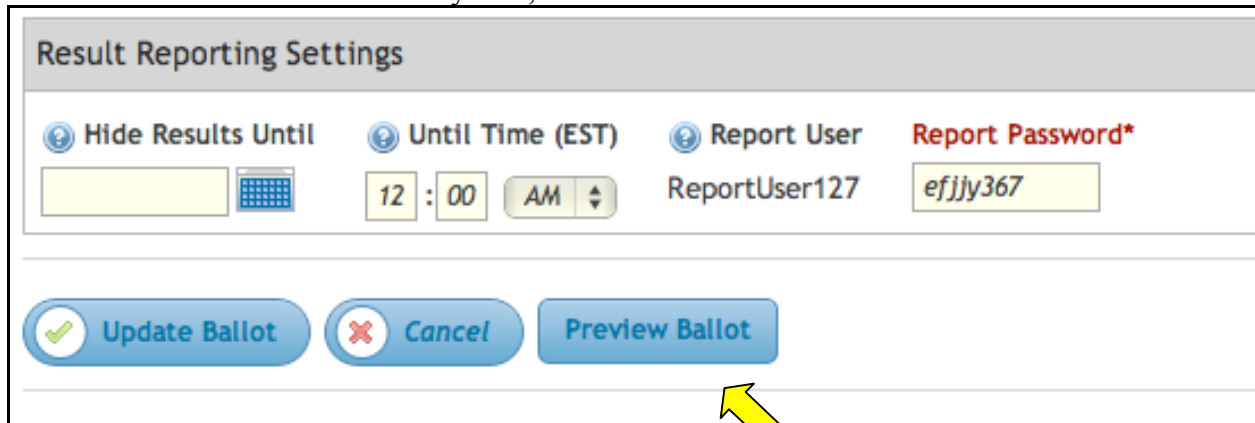 Result Reporting Settings
Hide Results Until Until Time (EST) Report User Report Password*
12 : 00 AM ReportUser127 efjjy367
Update Ballot Cancel Preview Ballot